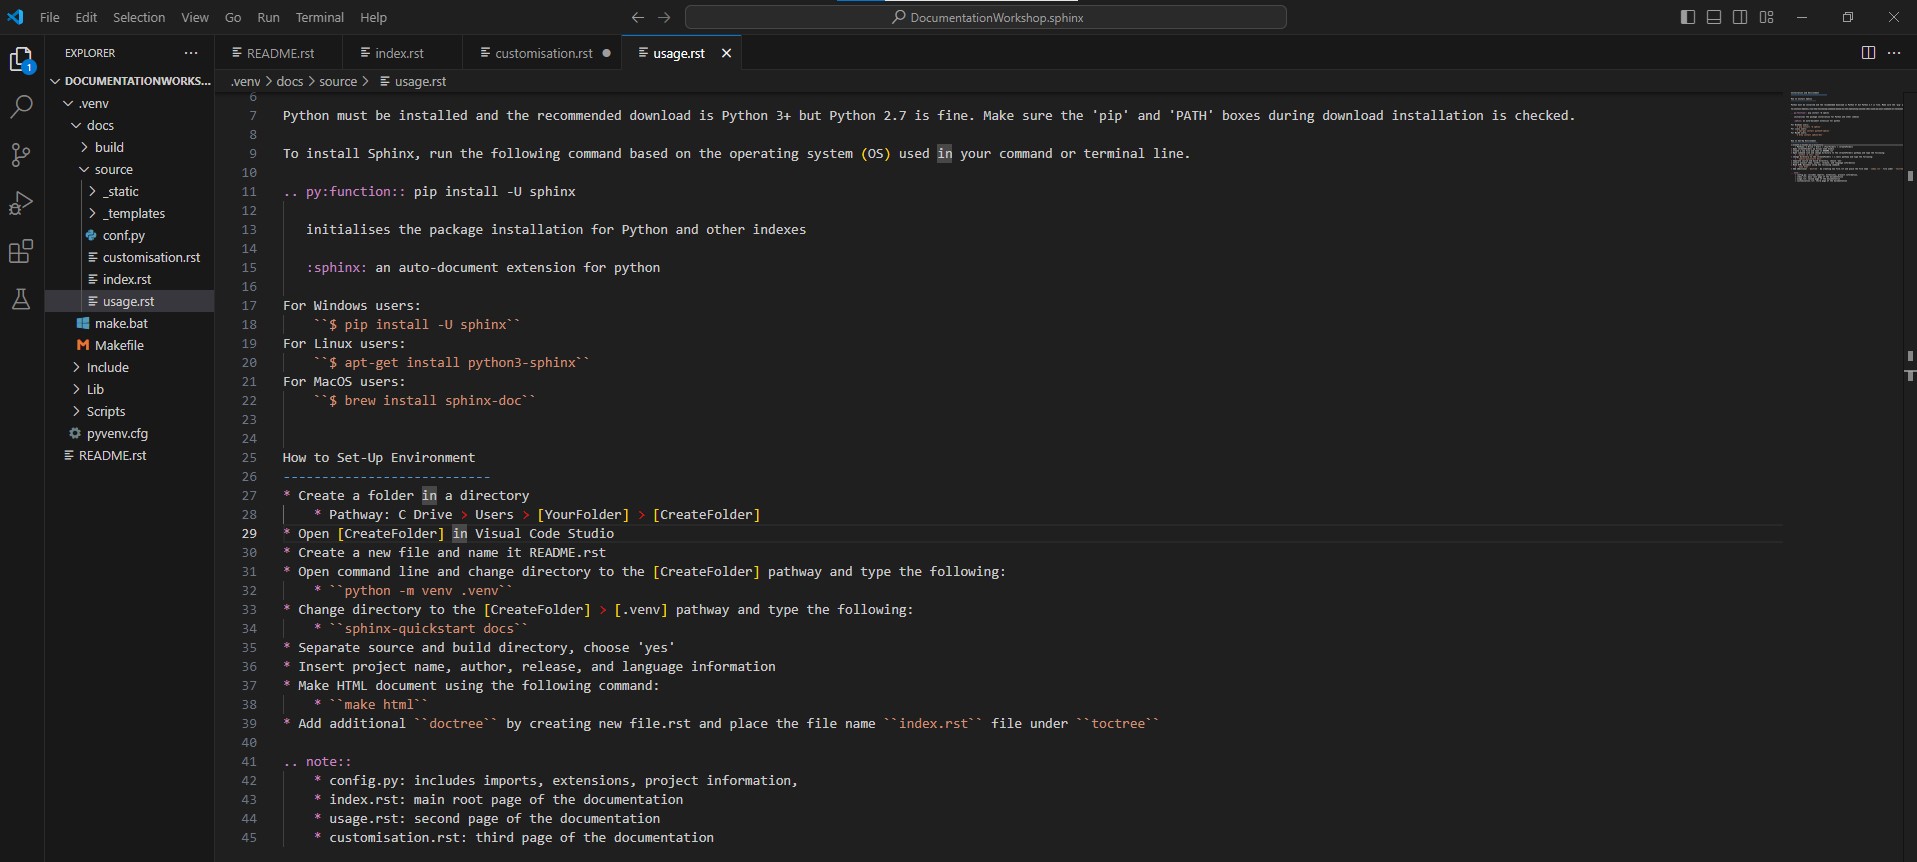 File Edit Selection View Go Run Terminal Help
DocumentationWorkshop.sphinx
EXPLORER
README.rst
index.rst
customisation.rst
usage.rst
.venv > docs > source > usage.rst
1
DOCUMENTATIONWORKS...
.venv
docs
build
source
_static
_templates
conf.py
customisation.rst
index.rst
usage.rst
make.bat
Makefile
Include
Lib
Scripts
pyvenv.cfg
README.rst
6
7 Python must be installed and the recommended download is Python 3+ but Python 2.7 is fine. Make sure the 'pip' and 'PATH' boxes during download installation is checked.
8
9 To install Sphinx, run the following command based on the operating system (OS) used in your command or terminal line.
10
11 .. py:function:: pip install -U sphinx
12
13 initialises the package installation for Python and other indexes
14
15 :sphinx: an auto-document extension for python
16
17 For Windows users:
18 ``$ pip install -U sphinx``
19 For Linux users:
20 ``$ apt-get install python3-sphinx``
21 For MacOS users:
22 ``$ brew install sphinx-doc``
23
24
25 How to Set-Up Environment
26 ---------------------------
27 * Create a folder in a directory
28 * Pathway: C Drive > Users > [YourFolder] > [CreateFolder]
29 * Open [CreateFolder] in Visual Code Studio
30 * Create a new file and name it README.rst
31 * Open command line and change directory to the [CreateFolder] pathway and type the following:
32 * ``python -m venv .venv``
33 * Change directory to the [CreateFolder] > [.venv] pathway and type the following:
34 * ``sphinx-quickstart docs``
35 * Separate source and build directory, choose 'yes'
36 * Insert project name, author, release, and language information
37 * Make HTML document using the following command:
38 * ``make html``
39 * Add additional ``doctree`` by creating new file.rst and place the file name ``index.rst`` file under ``toctree``
40
41 .. note::
42 * config.py: includes imports, extensions, project information,
43 * index.rst: main root page of the documentation
44 * usage.rst: second page of the documentation
45 * customisation.rst: third page of the documentation